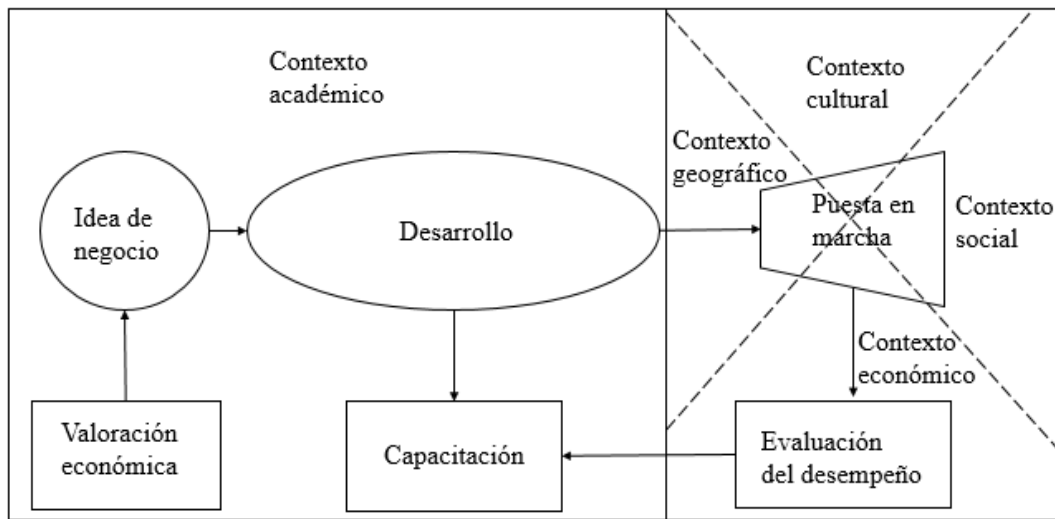 Contexto
académico
Contexto
cultural
Contexto
geográfico
Idea de
negocio
Desarrollo
Puesta en
márcha
Contexto
social
Contexto
económico
Valoración
económica
Capacitación
Evaluación
del desempeño